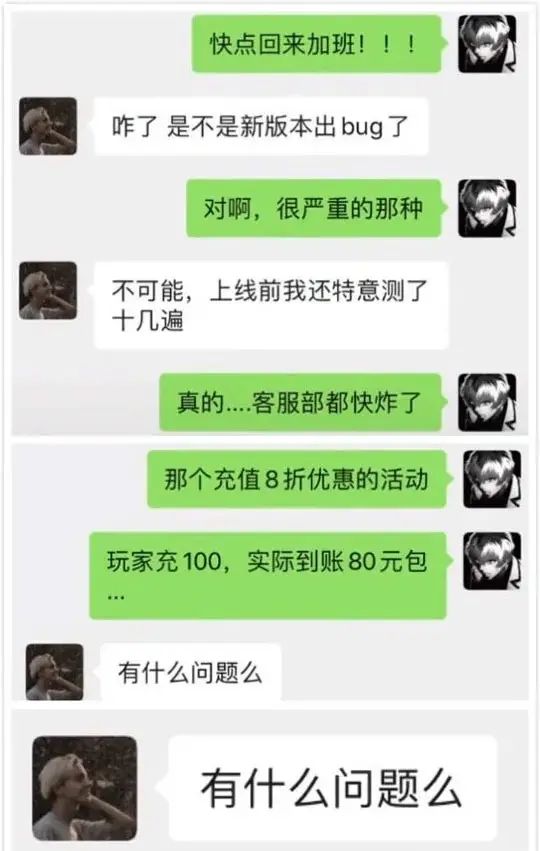 快点回来加班！！！
咋了 是不是新版本出bug了
对啊，很严重的那种
不可能，上线前我还特意测了
十几遍
真的....客服部都快炸了
那个充值8折优惠的活动
玩家充100，实际到账80元包
...
有什么问题么
有什么问题么